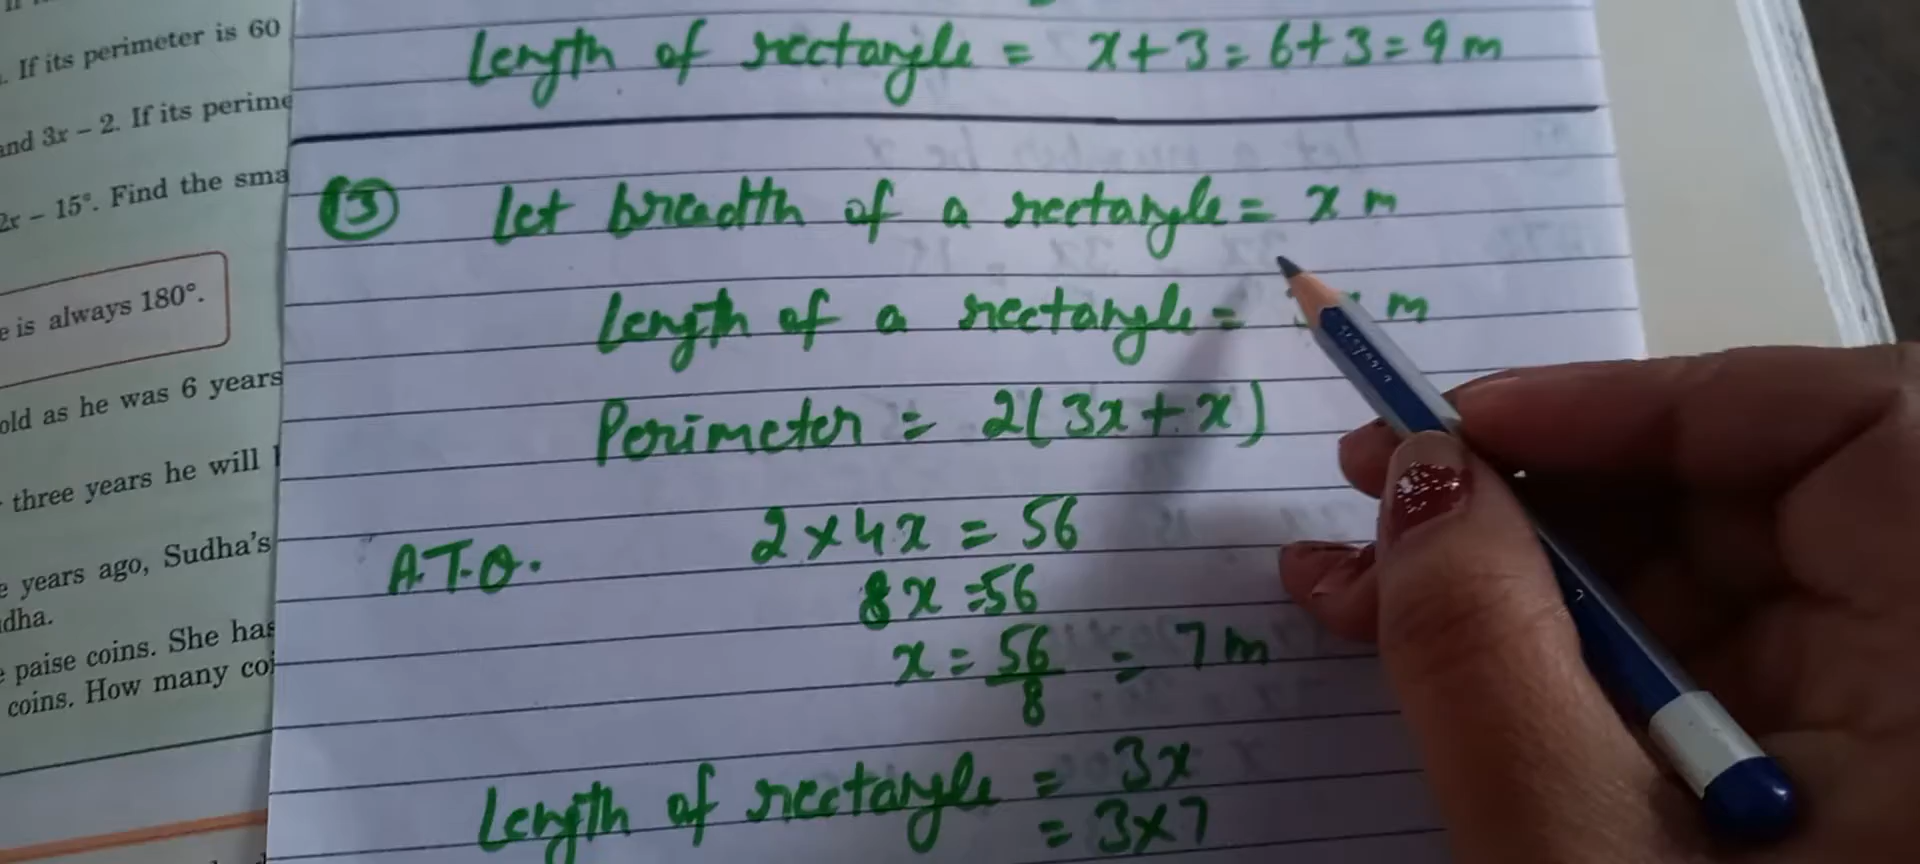 . If its perimeter is 60
and 3x – 2. If its perime
2x – 15°. Find the sma
e is always 180°.
old as he was 6 years
three years he will
e years ago, Sudha's
dha.
e paise coins. She has
coins. How many coi
Length of rectangle = x+3 = 6+3 = 9 m
13 Let breadth of a rectangle = x m
Length of a rectangle = m
Perimeter = 2(3x+x)
A.T.Q. 2×4x = 56
8x = 56
x = 56/8 = 7 m
Length of rectangle = 3x
= 3×7